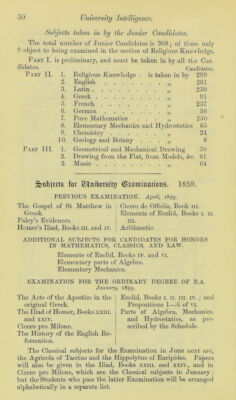 50 University Intelligence.
Subjects taken in by the Junior Candidates.
The total number of Junior Candidates is 308; of these only
9 object to being examined in the section of Religious Knowledge.
PART I. is preliminary, and must be taken in by all the Can-
didates. Candidates.
PART II. 1. Religious Knowledge . is taken in by 299
2. English „ 261
3. Latin „ 250
4. Greek „ 91
5. French „ 237
6. German „ 58
7. Pure Mathematics „ 250
8. Elementary Mechanics and Hydrostatics 65
9. Chemistry „ 24
10. Geology and Botany „ 8
PART III. 1. Geometrical and Mechanical Drawing 39
2. Drawing from the Flat, from Models, &c. 61
3. Music „ 64
Subjects for University Examinations. 1859.
PREVIOUS EXAMINATION. April, 1859.
The Gospel of St Matthew in
Greek.
Paley's Evidences.
Homer's Iliad, Books III. and IV.
Cicero de Officiis, Book III.
Elements of Euclid, Books I. II.
III.
Arithmetic.
ADDITIONAL SUBJECTS FOR CANDIDATES FOR HONORS
IN MATHEMATICS, CLASSICS, AND LAW.
Elements of Euclid, Books IV. and VI.
Elementary parts of Algebra.
Elementary Mechanics.
EXAMINATION FOR THE ORDINARY DEGREE OF B.A.
January, 1859.
The Acts of the Apostles in the
original Greek.
The Iliad of Homer, Books XXIII.
and XXIV.
Cicero pro Milone.
The History of the English Re-
formation.
Euclid, Books I. II. III. IV.; and
Propositions 1—6 of VI.
Parts of Algebra, Mechanics,
and Hydrostatics, as pre-
scribed by the Schedule.
The Classical subjects for the Examination in June next are,
the Agricola of Tacitus and the Hippolytus of Euripides. Papers
will also be given in the Iliad, Books XXIII. and XXIV., and in
Cicero pro Milone, which are the Classical subjects in January:
but the Students who pass the latter Examination will be arranged
alphabetically in a separate list.